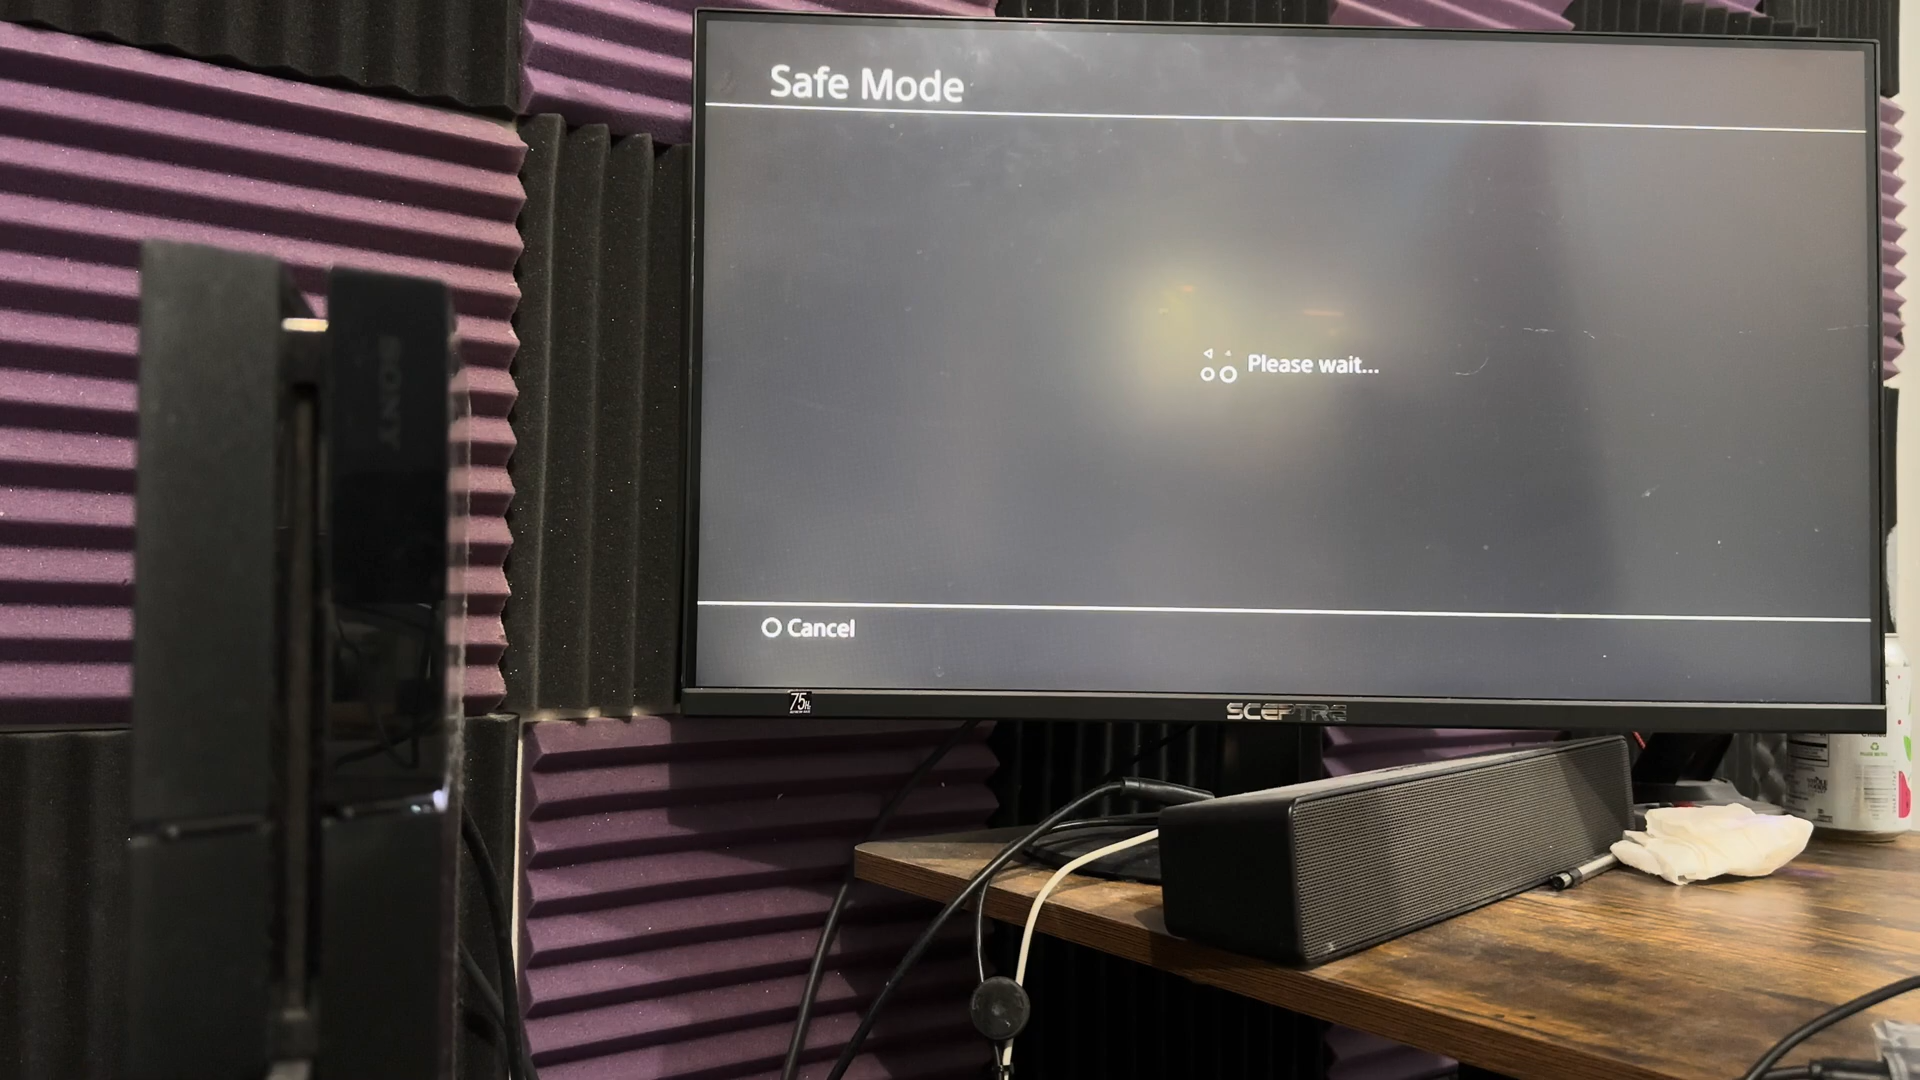 Safe Mode
SONY
Please wait...
Cancel
75Hz
SCEPTRE